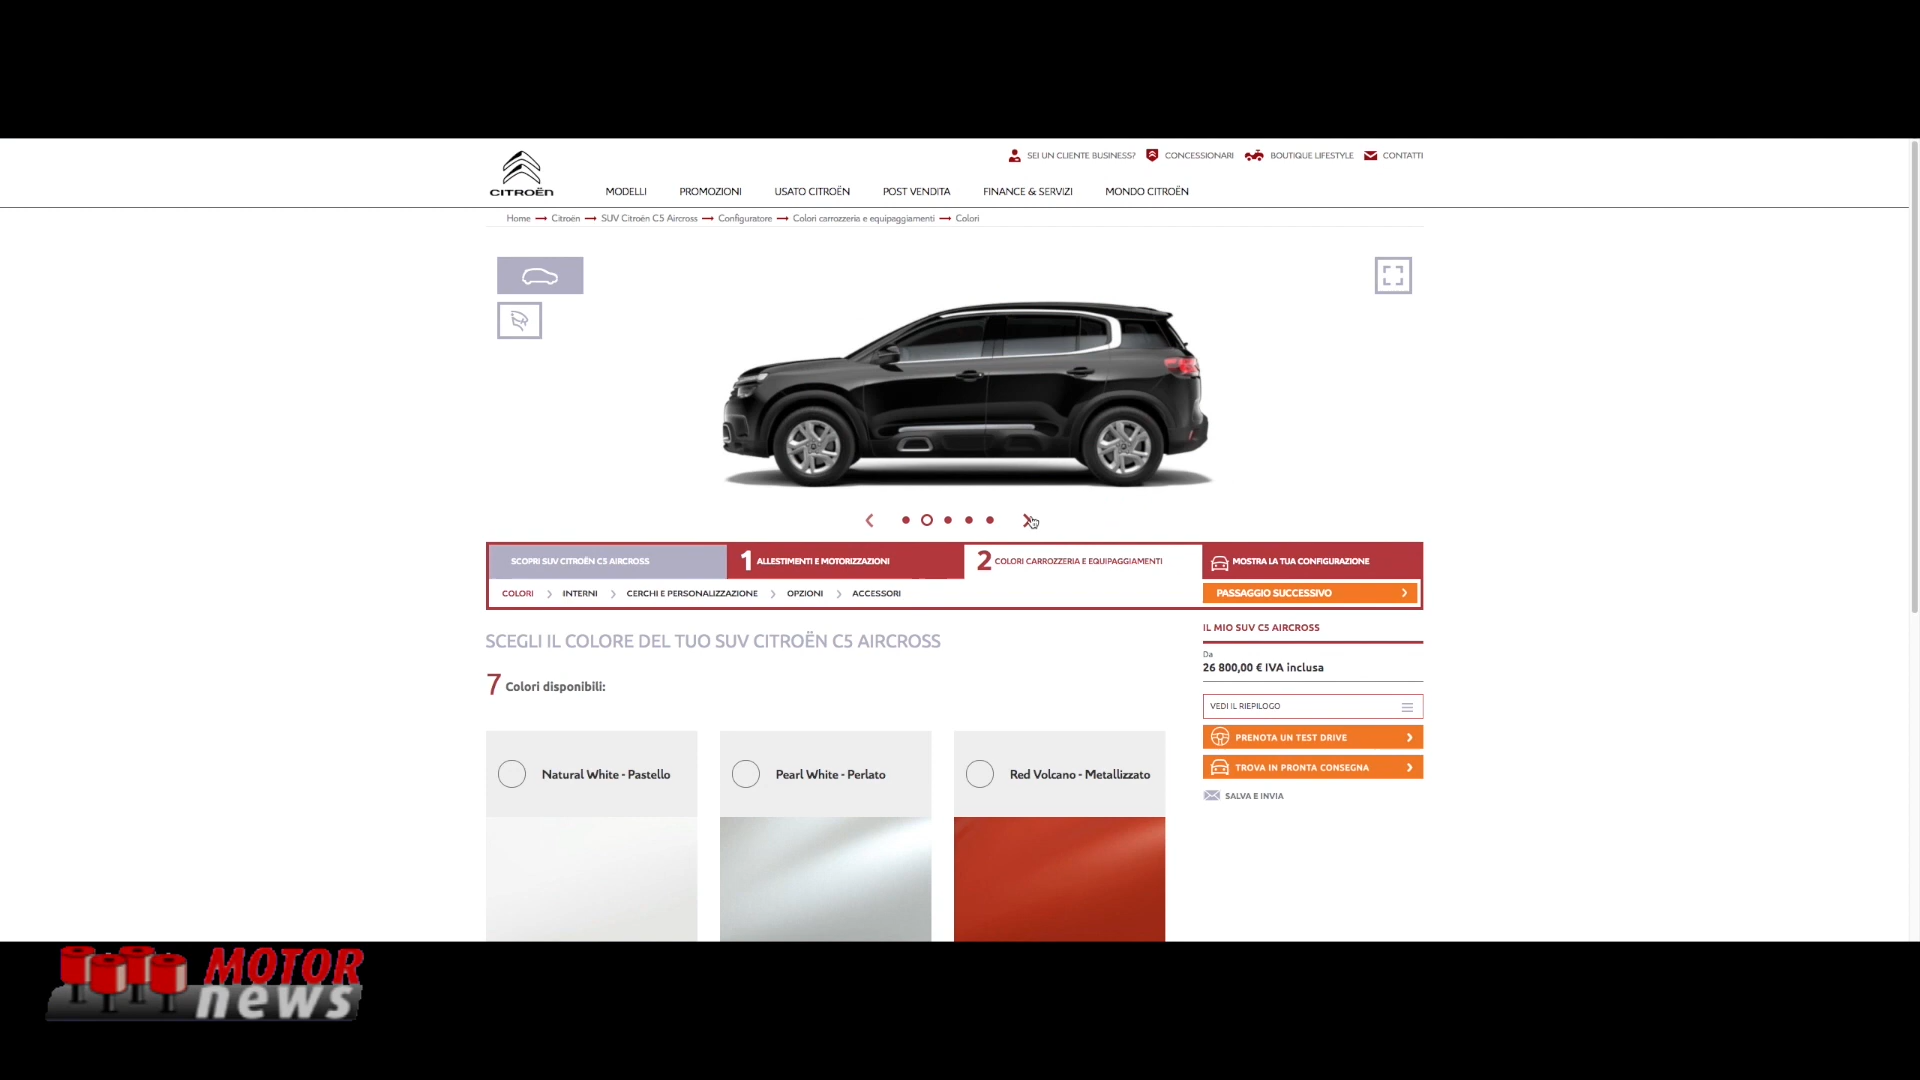 SEI UN CLIENTE BUSINESS? CONCESSIONARI BOUTIQUE LIFESTYLE CONTATTI
CITROËN
MODELLI PROMOZIONI USATO CITROËN POST VENDITA FINANCE & SERVIZI MONDO CITROËN
Home Citroën SUV Citroën C5 Aircross Configuratore Colori carrozzeria e equipaggiamenti Colori
SCOPRI SUV CITROËN C5 AIRCROSS 1 ALLESTIMENTI E MOTORIZZAZIONI 2 COLORI CARROZZERIA E EQUIPAGGIAMENTI MOSTRA LA TUA CONFIGURAZIONE
COLORI INTERNI CERCHI E PERSONALIZZAZIONE OPZIONI ACCESSORI PASSAGGIO SUCCESSIVO
SCEGLI IL COLORE DEL TUO SUV CITROËN C5 AIRCROSS
7 Colori disponibili:
Natural White - Pastello
Pearl White - Perlato
Red Volcano - Metallizzato
IL MIO SUV C5 AIRCROSS
Da
26 800,00 € IVA inclusa
VEDI IL RIEPILOGO
PRENOTA UN TEST DRIVE
TROVA IN PRONTA CONSEGNA
SALVA E INVIA
MOTOR
news